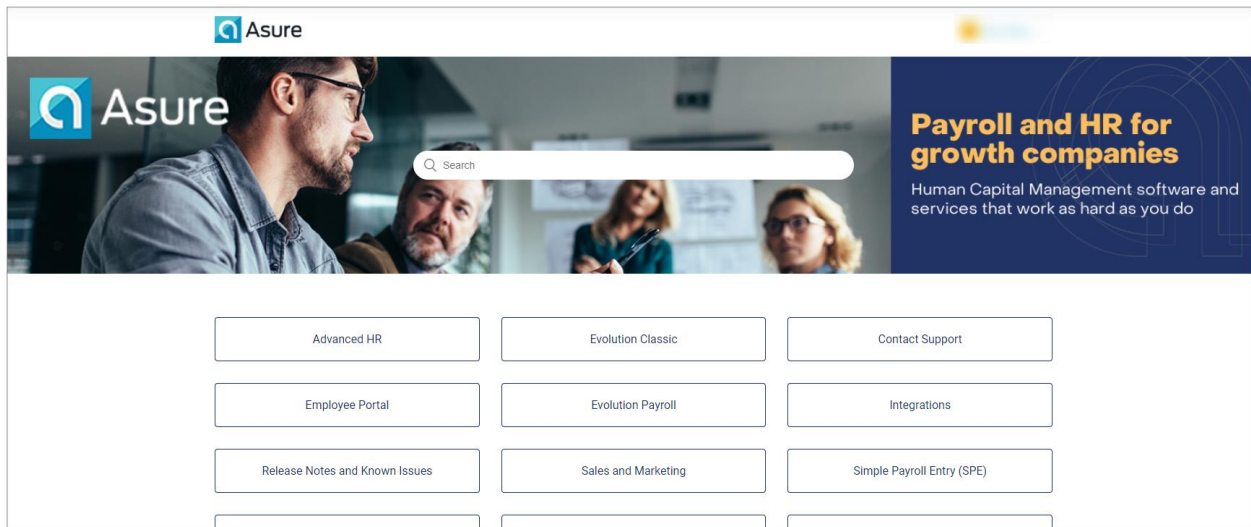 Asure
Asure
Payroll and HR for
growth companies
Search
Human Capital Management software and
services that work as hard as you do
Advanced HR
Evolution Classic
Contact Support
Employee Portal
Evolution Payroll
Integrations
Release Notes and Known Issues
Sales and Marketing
Simple Payroll Entry (SPE)